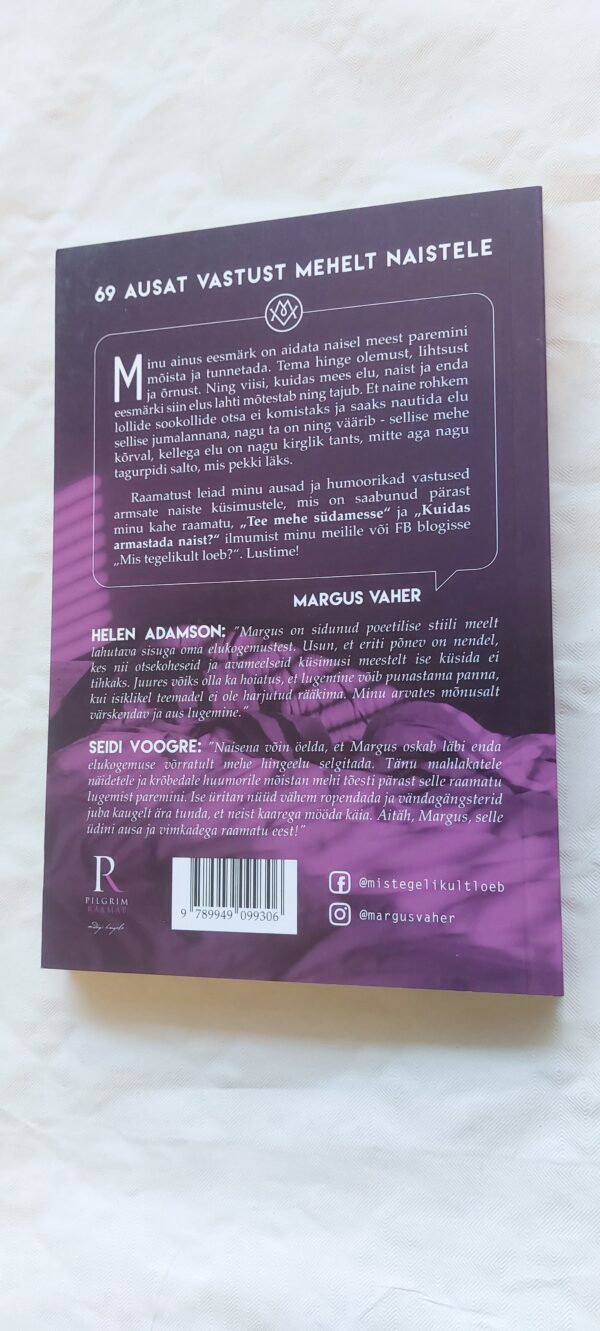 69 AUSAT VASTUST MEHELT NAISTELE
Minu ainus eesmärk on aidata naisel meest paremini
mõista ja tunnetada. Tema hinge olemust, lihtsust
ja õrnust. Ning viisi, kuidas mees elu, naist ja enda
eesmärki siin elus lahti mõtestab ning tajub. Et naine rohkem
lollide sookollide otsa ei komistaks ja saaks nautida elu
sellise jumalannana, nagu ta on ning väärib - sellise mehe
kõrval, kellega elu on nagu kirglik tants, mitte aga nagu
tagurpidi salto, mis pekki läks.
Raamatust leiad minu ausad ja humoorikad vastused
armsate naiste küsimustele, mis on saabunud pärast
minu kahe raamatu, „Tee mehe südamesse“ ja „Kuidas
armastada naist?“ ilmumist minu meilile või FB blogisse
„Mis tegelikult loeb?“. Lustime!
MARGUS VAHER
HELEN ADAMSON: "Margus on sidunud poeetilise stiili meelt
lahutava sisuga oma elukogemustest. Usun, et eriti põnev on nendel,
kes nii otsekoheseid ja avameelseid küsimusi meestelt ise küsida ei
tihkaks. Juures võiks olla ka hoiatus, et lugemine võib punastama panna,
kui isiklikel teemadel ei ole harjutud rääkima. Minu arvates mõnusalt
värskendav ja aus lugemine."
SEIDI VOOGRE: "Naisena võin öelda, et Margus oskab läbi enda
elukogemuse võrratult mehe hingeelu selgitada. Tänu mahlakatele
näidetele ja krõbedale huumorile mõistan mehi tõesti pärast selle raamatu
lugemist paremini. Ise üritan nüüd vähem ropendada ja vändagängsterid
juba kaugelt ära tunda, et neist kaarega mööda käia. Aitäh, Margus, selle
üdini ausa ja vimkadega raamatu eest!"
R
PILGRIM
RAAMAT
9 789949 099306
@mistegelikultloeb
@margusvaher